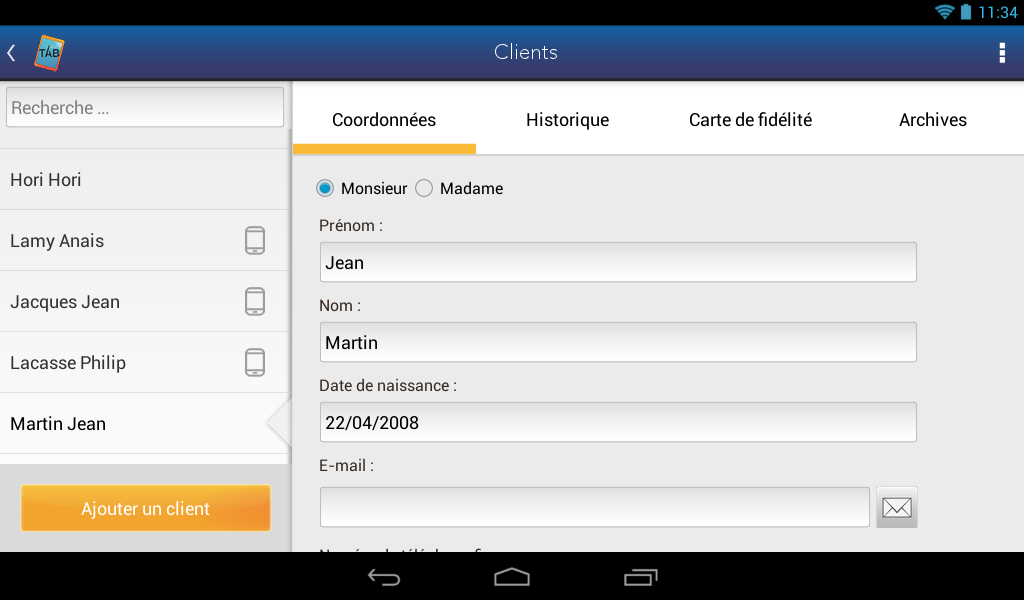 11:34
TAB
Clients
Recherche ...
Hori Hori
Lamy Anais
Jacques Jean
Lacasse Philip
Martin Jean
Ajouter un client
Coordonnées Historique Carte de fidélité Archives
Monsieur Madame
Prénom :
Jean
Nom :
Martin
Date de naissance :
22/04/2008
E-mail :